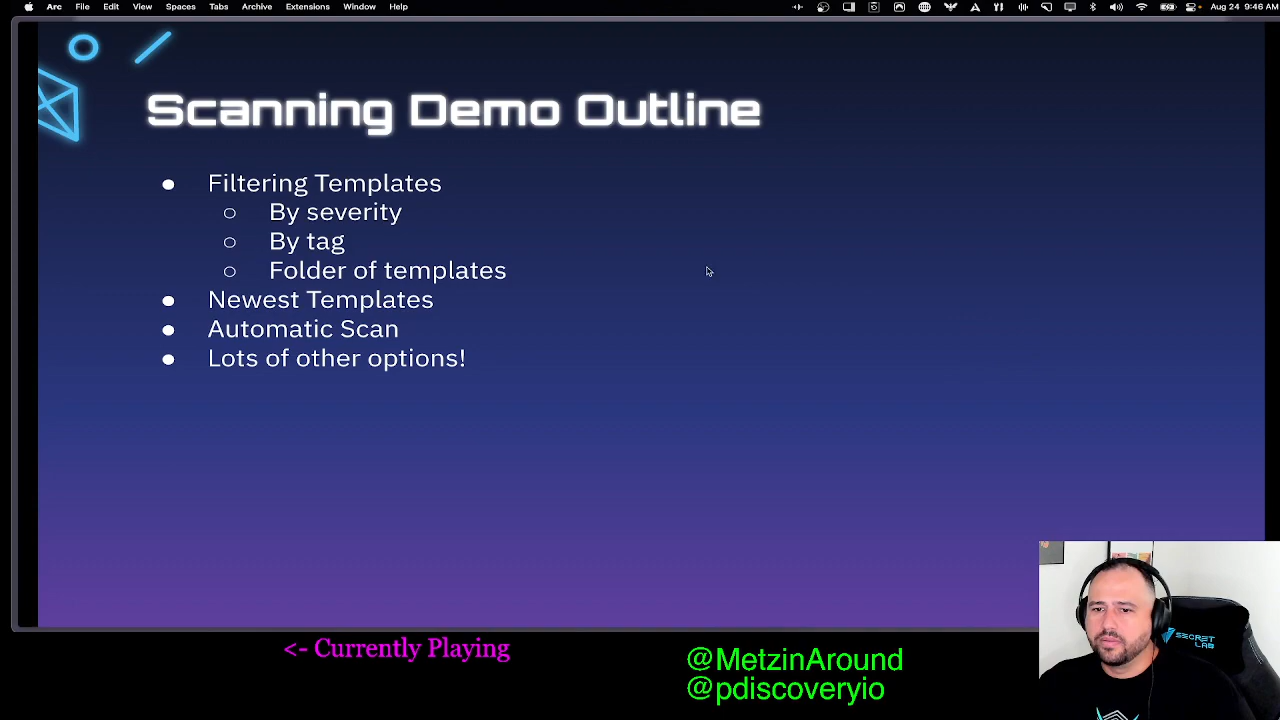 Arc File Edit View Spaces Tabs Archive Extensions Window Help Aug 24 9:46 AM
Scanning Demo Outline
● Filtering Templates
○ By severity
○ By tag
○ Folder of templates
● Newest Templates
● Automatic Scan
● Lots of other options!
SECRET
LAB
<- Currently Playing
@MetzinAround
@pdiscoveryio